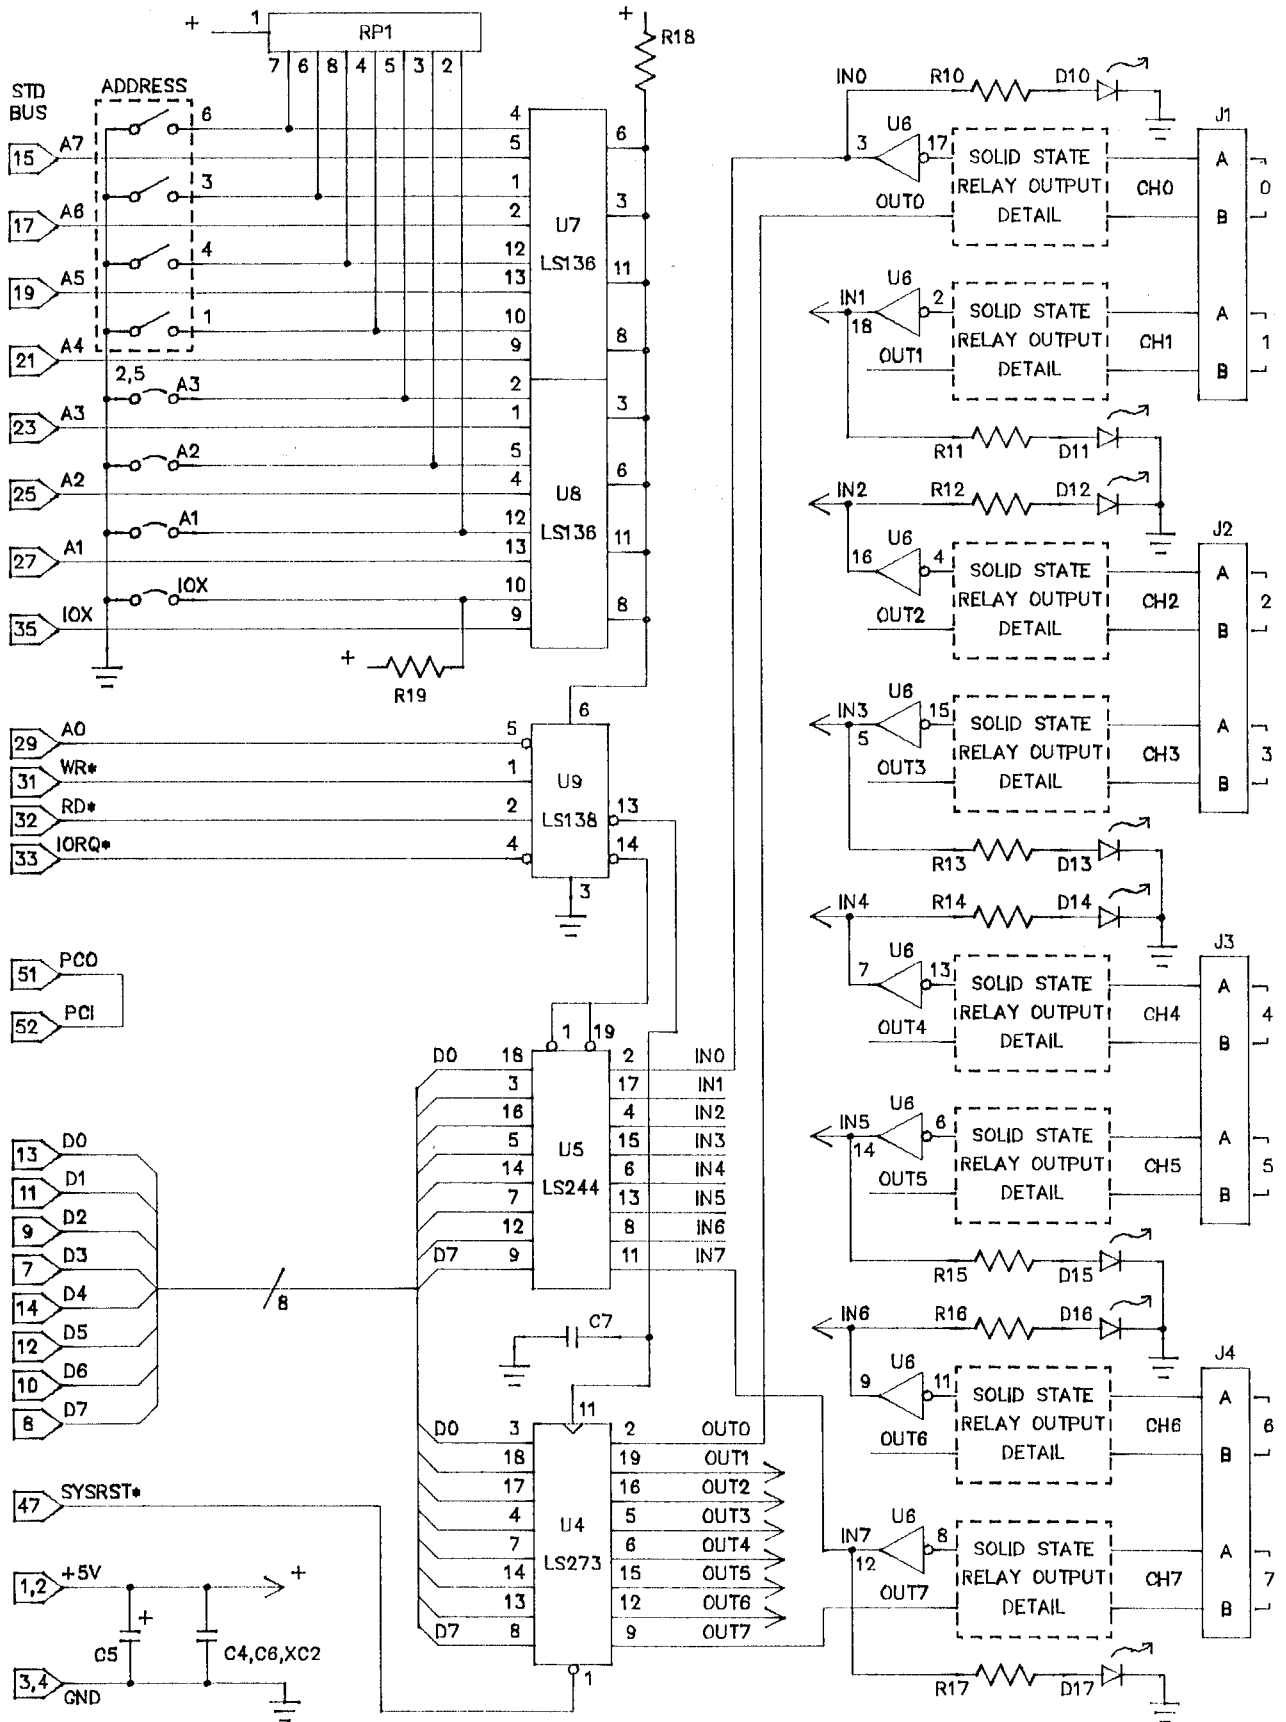 + 1 RP1
7 6 8 4 5 3 2
+ R18
STD BUS
ADDRESS
6 4
15 A7 5 6
3 1
17 A6 2 3
U7
4 12
LS136
19 A5 13 11
1 10
21 A4 9 8
2,5 A3 2
23 A3 1 3
A2 5
25 A2 4 6
U8
A1 12
LS136
27 A1 13 11
IOX 10
35 IOX 9 8
+ R19
6
29 A0 5
31 WR* 1
U9
32 RD* 2 13
LS138
33 IORQ* 4 14
3
51 PCO
52 PCI
1 19
D0 18 2 IN0
3 17 IN1
16 4 IN2
5 15 IN3
U5
14 6 IN4
LS244
7 13 IN5
12 8 IN6
D7 9 11 IN7
13 D0
11 D1
9 D2
7 D3
14 D4
12 D5
10 D6
8 D7
8
C7
11
D0 3 2 OUT0
18 19 OUT1
17 16 OUT2
4 5 OUT3
U4
7 6 OUT4
LS273
14 15 OUT5
13 12 OUT6
D7 8 9 OUT7
1
47 SYSRST*
1,2 +5V +
+
C5 C4,C6,XC2
3,4 GND
IN0 R10 D10
J1
U6
3 17 SOLID STATE A
RELAY OUTPUT CH0 0
OUT0 DETAIL B
U6
IN1 2 SOLID STATE A
18 RELAY OUTPUT CH1 1
OUT1 DETAIL B
R11 D11
IN2 R12 D12
J2
U6
16 4 SOLID STATE A
RELAY OUTPUT CH2 2
OUT2 DETAIL B
U6
IN3 15 SOLID STATE A
5 RELAY OUTPUT CH3 3
OUT3 DETAIL B
R13 D13
IN4 R14 D14
J3
U6
7 13 SOLID STATE A
RELAY OUTPUT CH4 4
OUT4 DETAIL B
U6
IN5 6 SOLID STATE A
14 RELAY OUTPUT CH5 5
OUT5 DETAIL B
R15 D15
IN6 R16 D16
J4
U6
9 11 SOLID STATE A
RELAY OUTPUT CH6 6
OUT6 DETAIL B
U6
IN7 8 SOLID STATE A
12 RELAY OUTPUT CH7 7
OUT7 DETAIL B
R17 D17